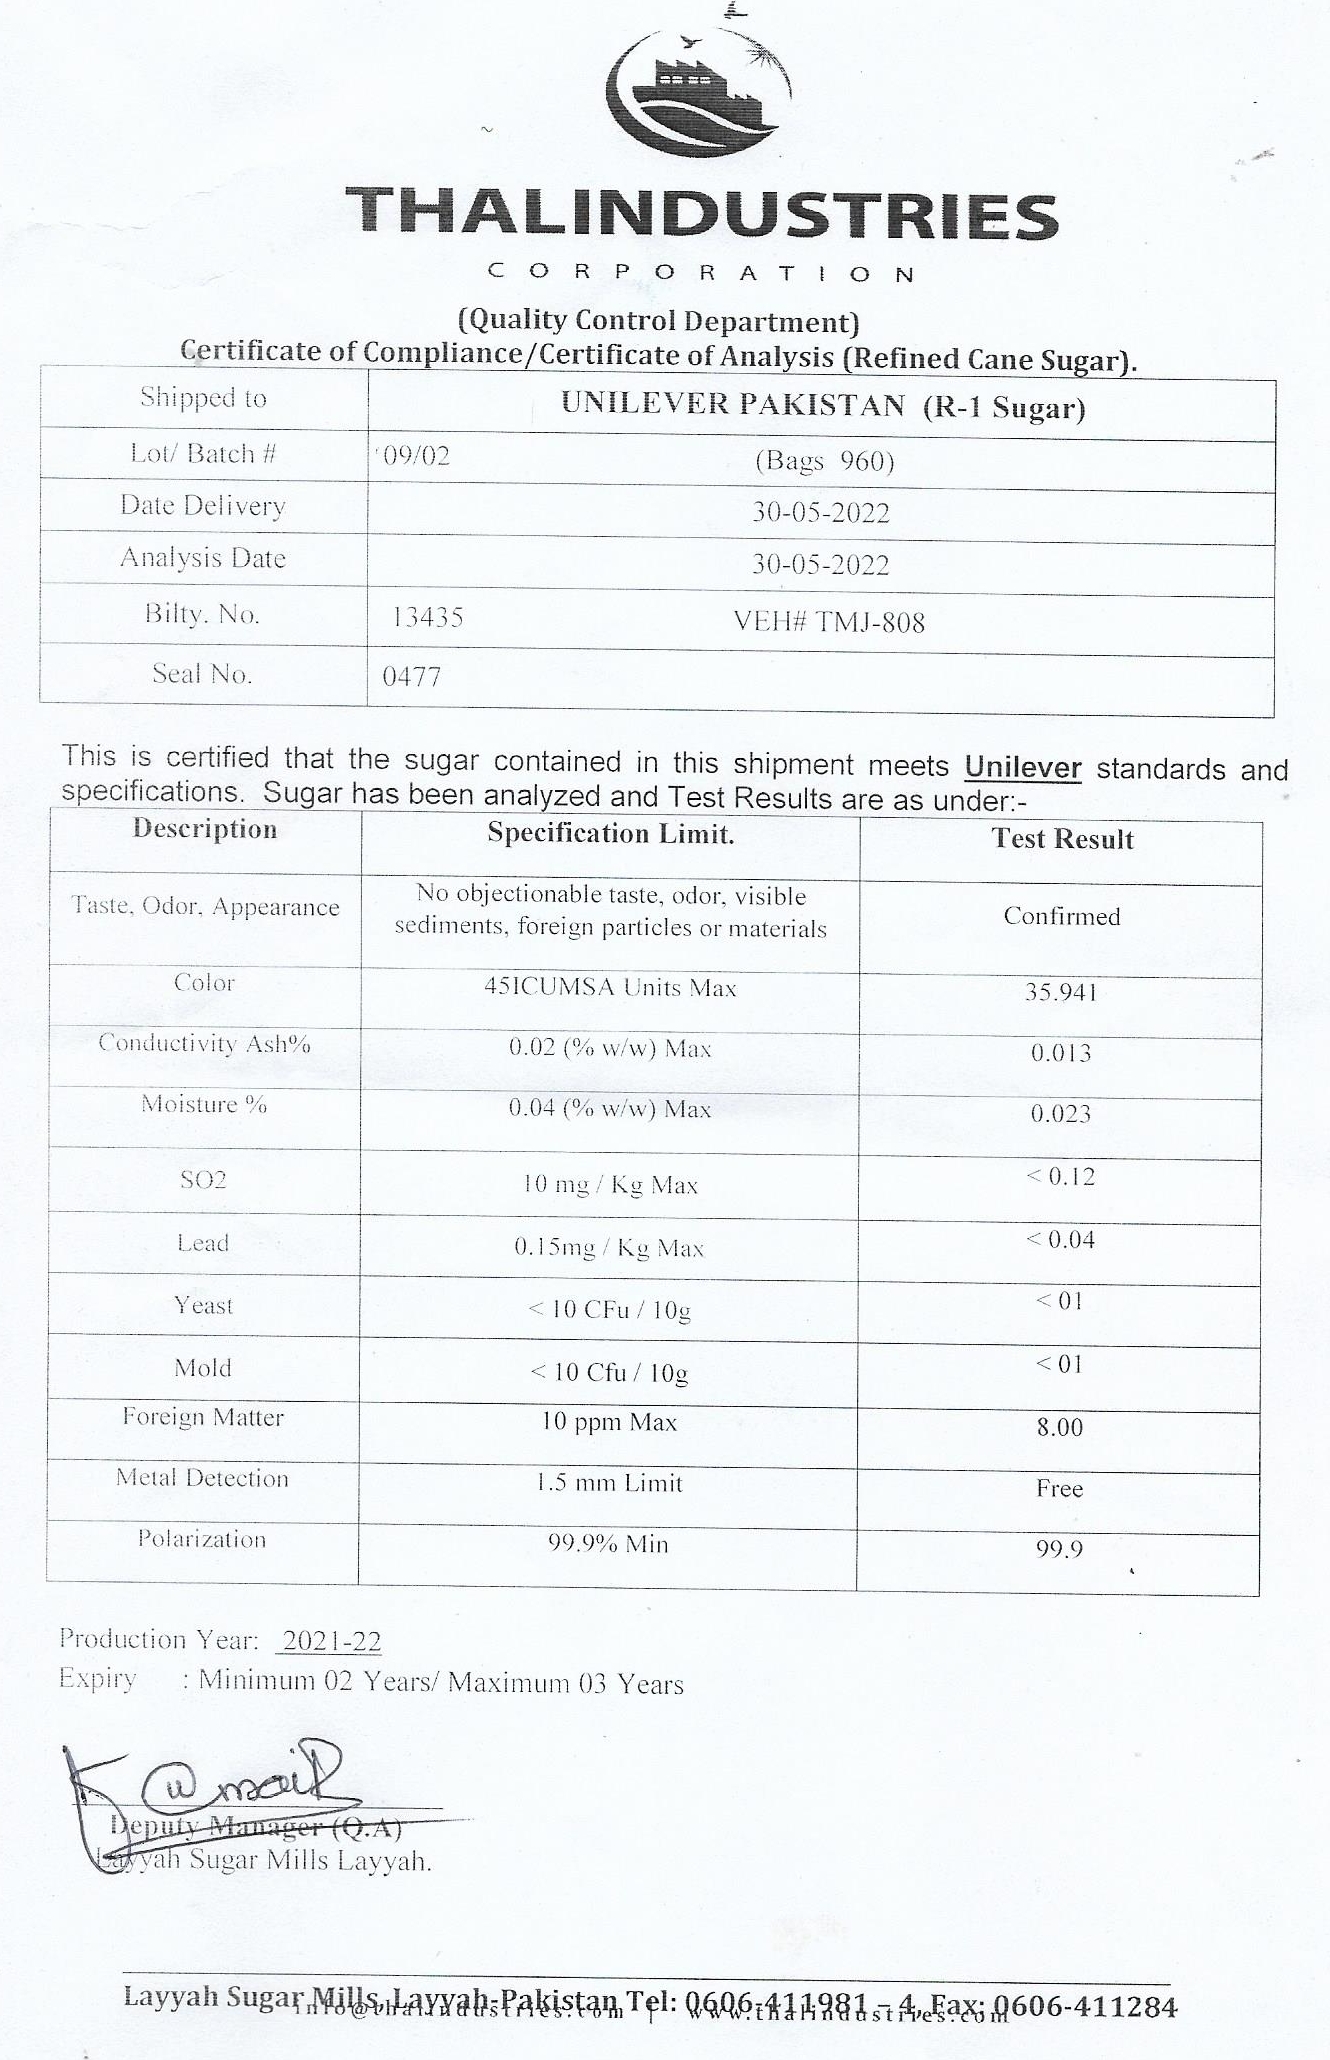 THALINDUSTRIES
CORPORATION
(Quality Control Department)
Certificate of Compliance/Certificate of Analysis (Refined Cane Sugar).
Shipped to UNILEVER PAKISTAN (R-1 Sugar)
Lot/ Batch # 09/02 (Bags 960)
Date Delivery 30-05-2022
Analysis Date 30-05-2022
Bilty. No. 13435 VEH# TMJ-808
Seal No. 0477
This is certified that the sugar contained in this shipment meets Unilever standards and
specifications. Sugar has been analyzed and Test Results are as under:-
Description Specification Limit. Test Result
Taste, Odor, Appearance No objectionable taste, odor, visible
sediments, foreign particles or materials Confirmed
Color 45ICUMSA Units Max 35.941
Conductivity Ash% 0.02 (% w/w) Max 0.013
Moisture % 0.04 (% w/w) Max 0.023
SO2 10 mg / Kg Max < 0.12
Lead 0.15mg / Kg Max < 0.04
Yeast < 10 CFu / 10g < 01
Mold < 10 Cfu / 10g < 01
Foreign Matter 10 ppm Max 8.00
Metal Detection 1.5 mm Limit Free
Polarization 99.9% Min 99.9
Production Year: 2021-22
Expiry : Minimum 02 Years/ Maximum 03 Years
Deputy Manager (Q.A)
Layyah Sugar Mills Layyah.
Layyah Sugar Mills, Layyah-Pakistan Tel: 0606-411981 – 4, Fax: 0606-411284
info@thalindustries.com | www.thalindustries.com